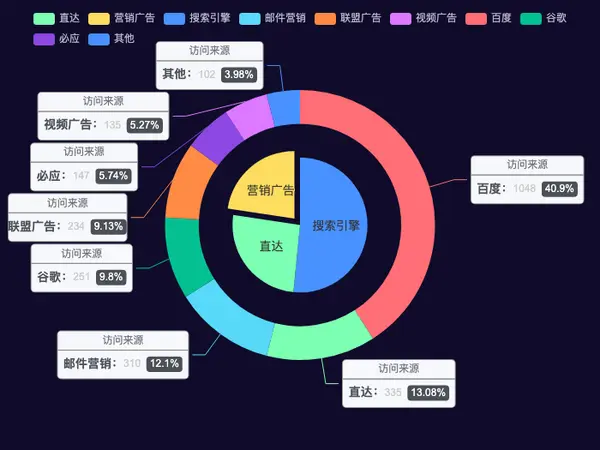 直达 营销广告 搜索引擎 邮件营销 联盟广告 视频广告 百度 谷歌
必应 其他
访问来源
其他: 102 3.98%
访问来源
视频广告: 135 5.27%
访问来源
必应: 147 5.74%
访问来源
百度: 1048 40.9%
营销广告
搜索引擎
直达
访问来源
联盟广告: 234 9.13%
访问来源
谷歌: 251 9.8%
访问来源
邮件营销: 310 12.1%
访问来源
直达: 335 13.08%